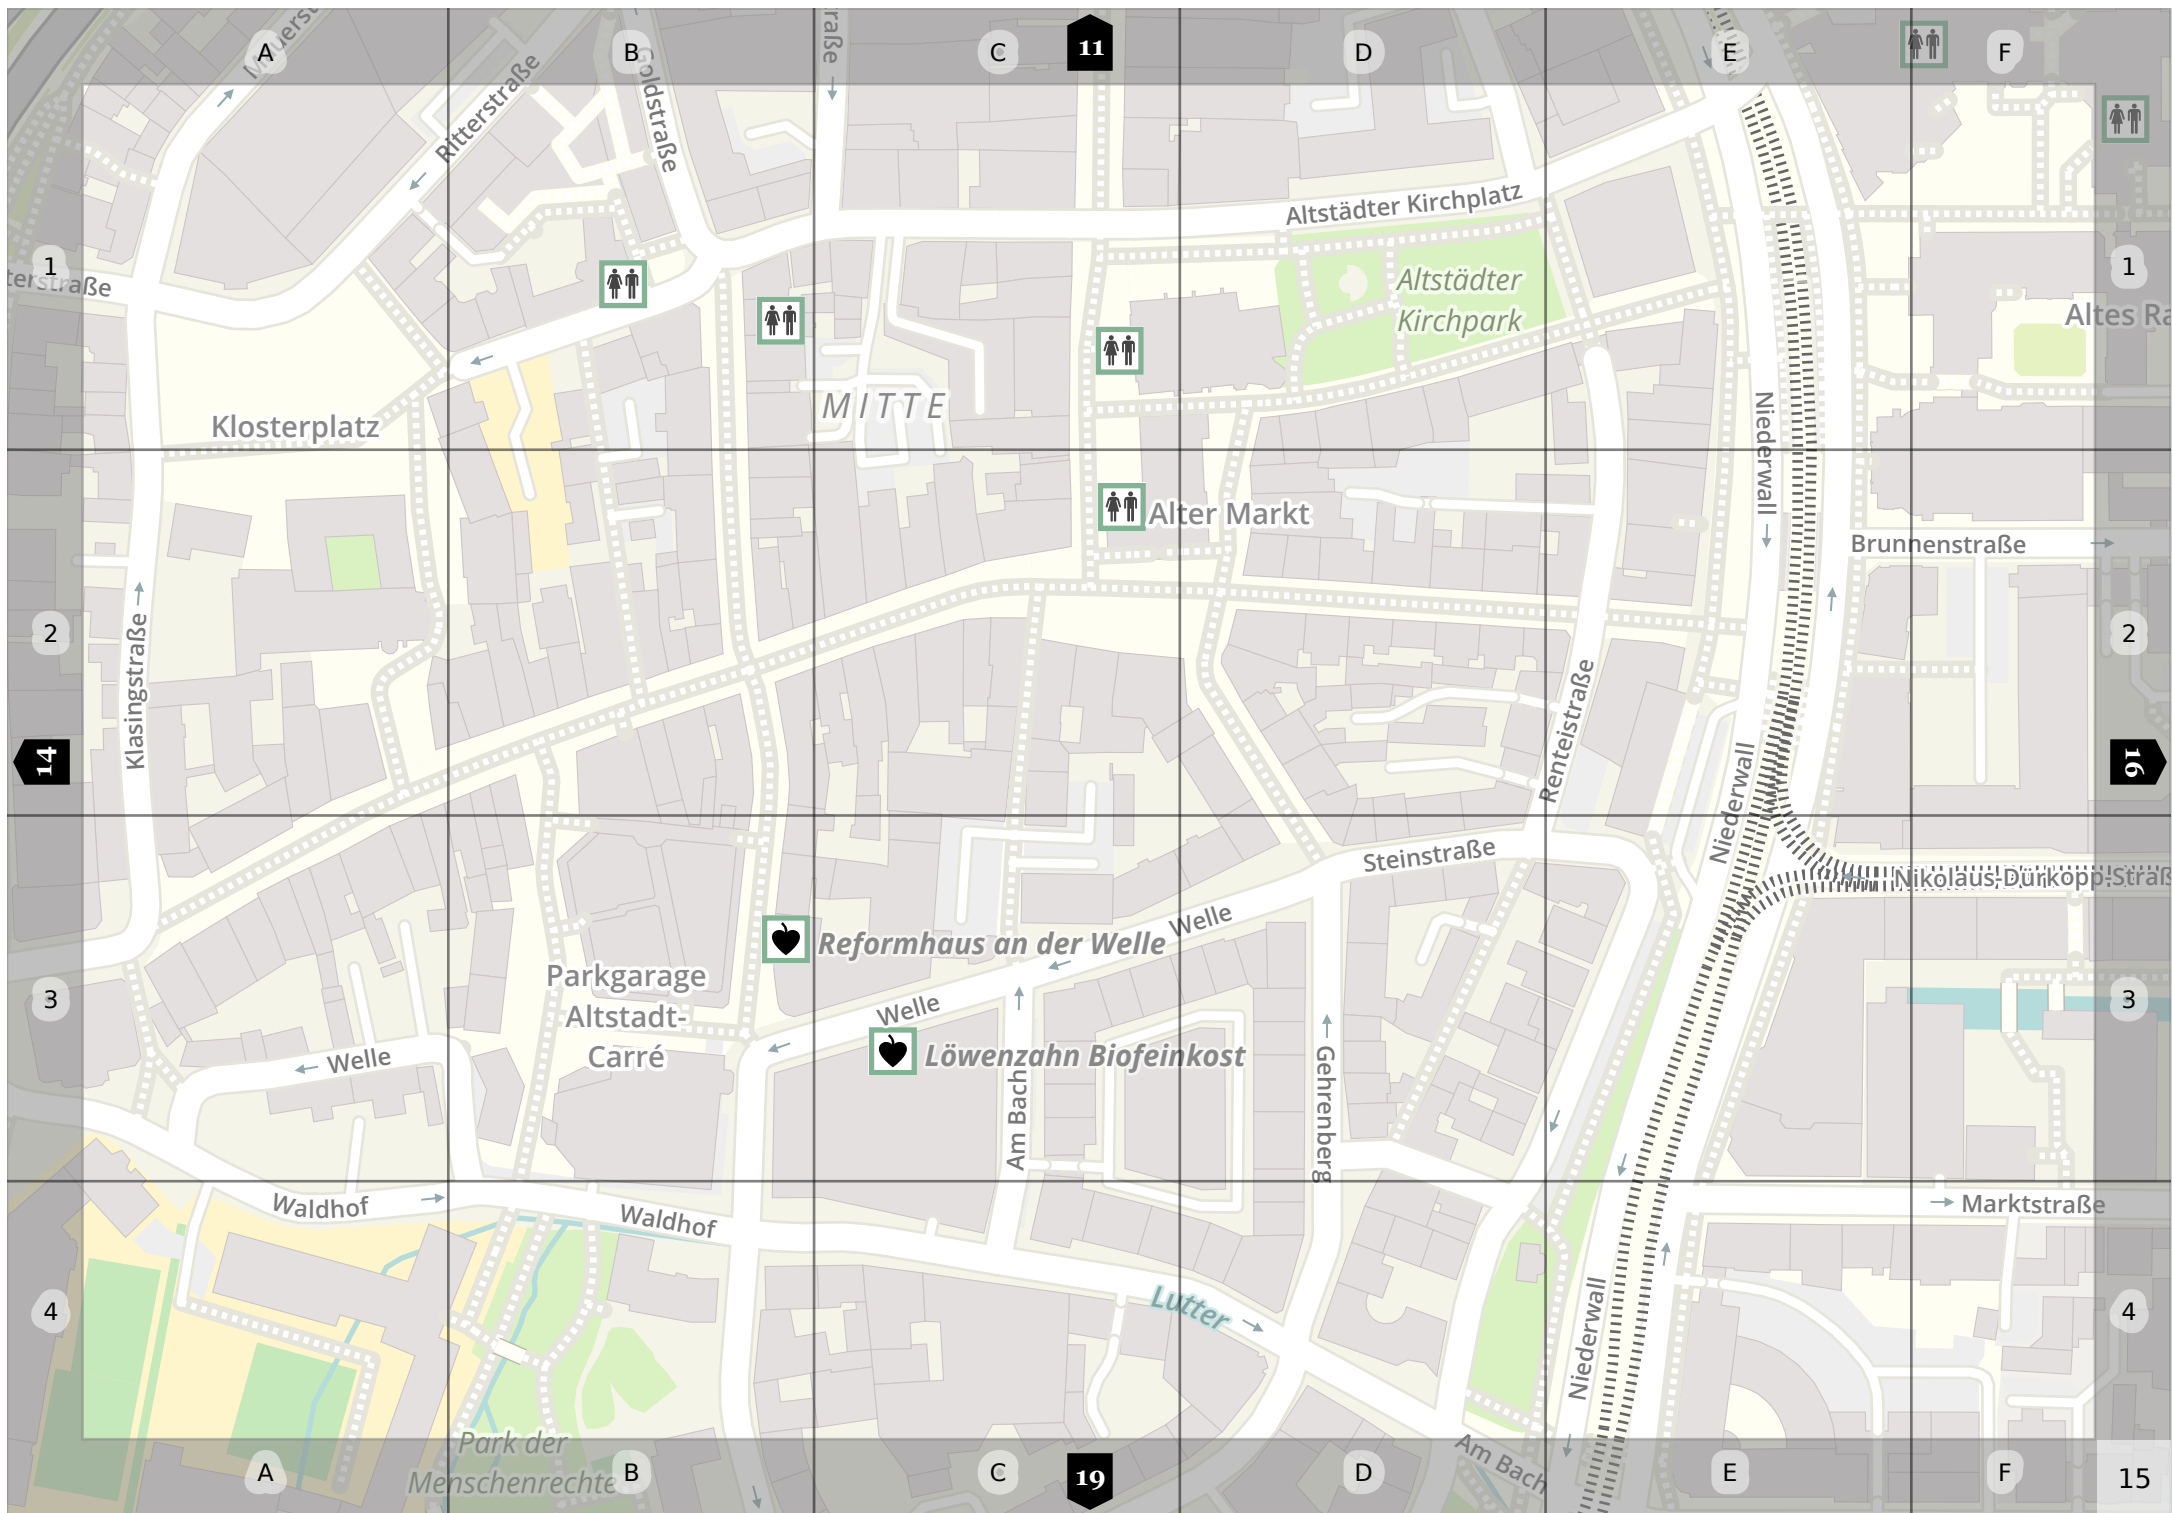 A
B
C
11
D
E
F
Ritterstraße
Goldstraße
raße
Altstädter Kirchplatz
1
terstraße
1
Altstädter
Kirchpark
Altes Ra
MITTE
Klosterplatz
Niederwall
Alter Markt
Brunnenstraße
2
2
Klasingstraße
Renteistraße
14
Niederwall
16
Steinstraße
Nikolaus-Dürkopp-Straß
Welle
Reformhaus an der Welle
Parkgarage
Altstadt-
Carré
3
3
Welle
Welle
Löwenzahn Biofeinkost
Am Bach
Gehrenberg
Waldhof
Waldhof
Marktstraße
4
Lutter
4
Niederwall
Park der
Menschenrechte
Am Bach
A
B
C
19
D
E
F
15